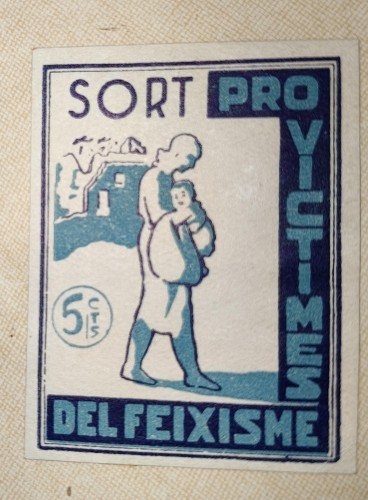 SORT PRO
VICTIMES
DEL FEIXISME
5 CTS